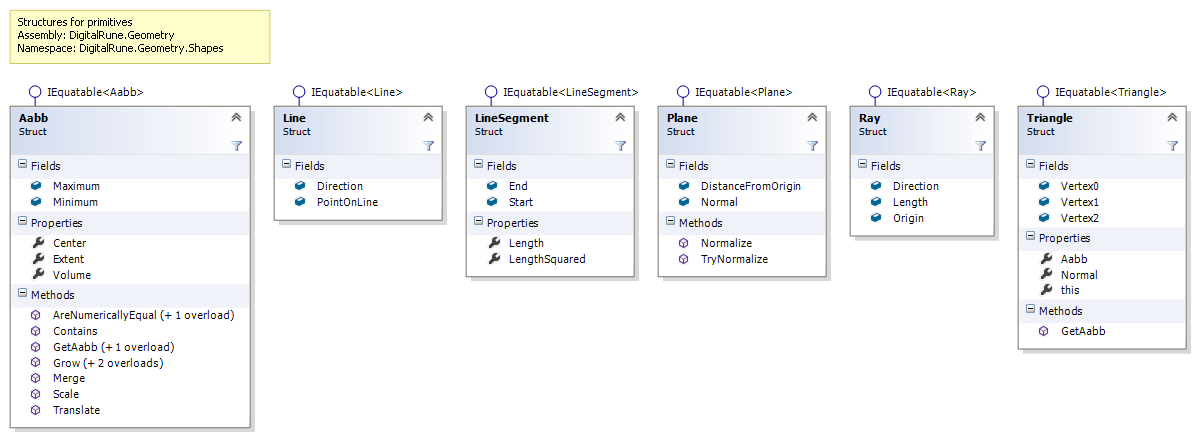 Structures for primitives
Assembly: DigitalRune.Geometry
Namespace: DigitalRune.Geometry.Shapes
IEquatable<Aabb>
Aabb
Struct
Fields
Maximum
Minimum
Properties
Center
Extent
Volume
Methods
AreNumericallyEqual (+ 1 overload)
Contains
GetAabb (+ 1 overload)
Grow (+ 2 overloads)
Merge
Scale
Translate
IEquatable<Line>
Line
Struct
Fields
Direction
PointOnLine
IEquatable<LineSegment>
LineSegment
Struct
Fields
End
Start
Properties
Length
LengthSquared
IEquatable<Plane>
Plane
Struct
Fields
DistanceFromOrigin
Normal
Methods
Normalize
TryNormalize
IEquatable<Ray>
Ray
Struct
Fields
Direction
Length
Origin
IEquatable<Triangle>
Triangle
Struct
Fields
Vertex0
Vertex1
Vertex2
Properties
Aabb
Normal
this
Methods
GetAabb